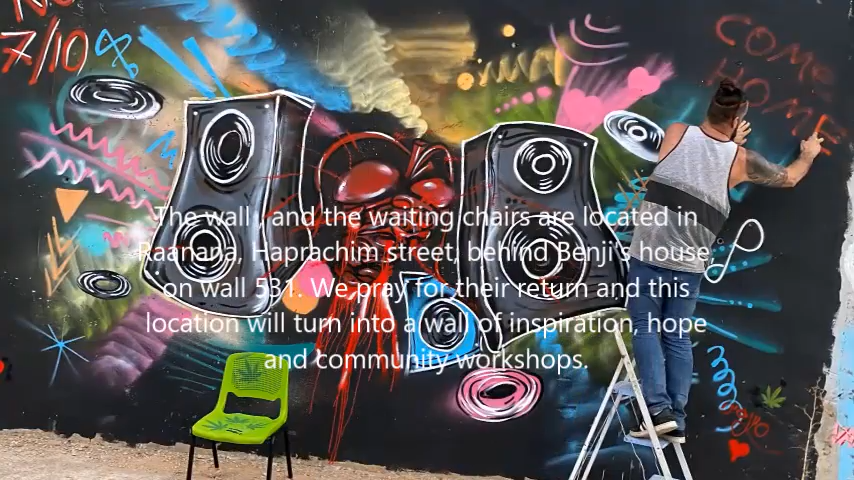 NO
7/10
COME
HOME
The wall, and the waiting chairs are located in
Raanana, Haprachim street, behind Benji's house,
on wall 531. We pray for their return and this
location will turn into a wall of inspiration, hope
and community workshops.